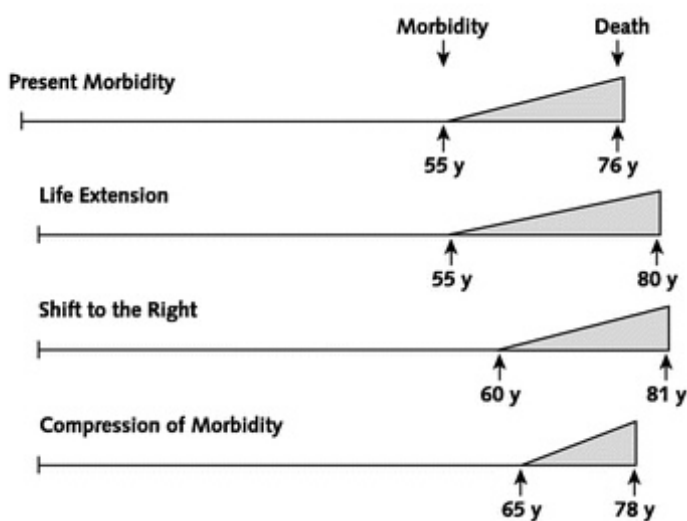 Morbidity Death
Present Morbidity
55 y 76 y
Life Extension
55 y 80 y
Shift to the Right
60 y 81 y
Compression of Morbidity
65 y 78 y